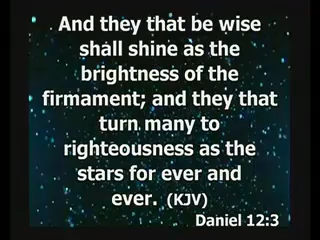 And they that be wise
shall shine as the
brightness of the
firmament; and they that
turn many to
righteousness as the
stars for ever and
ever. (KJV)
Daniel 12:3